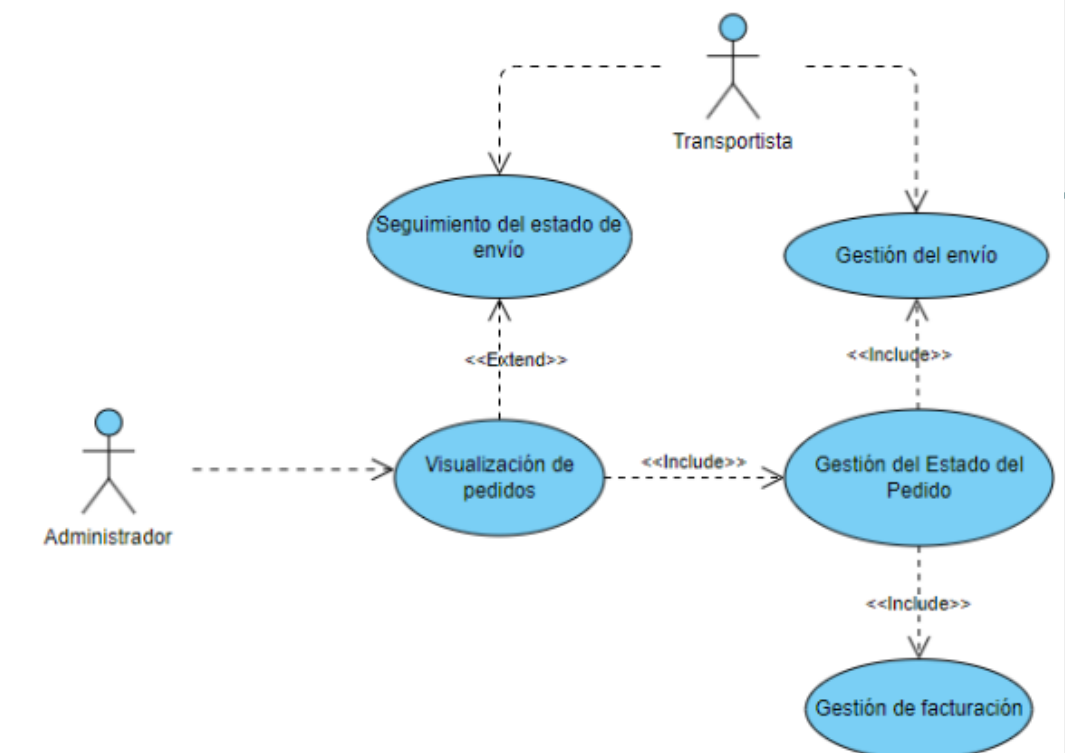 Transportista
Seguimiento del estado de
envío
Gestión del envío
<<Extend>>
<<Include>>
Visualización de
pedidos
<<Include>>
Gestión del Estado del
Pedido
Administrador
<<Include>>
Gestión de facturación